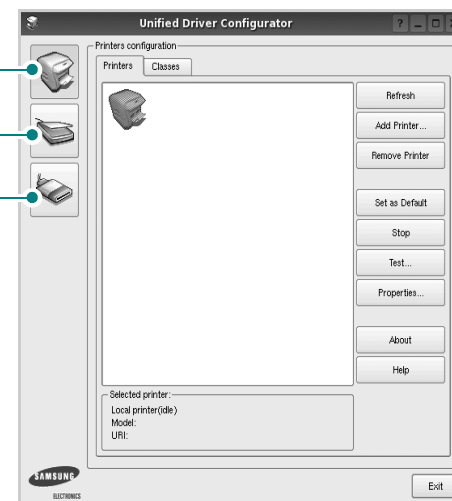 Unified Driver Configurator
Printers configuration
Printers
Classes
Refresh
Add Printer...
Remove Printer
Set as Default
Stop
Test...
Properties...
About
Help
Selected printer:
Local printer(idle)
Model:
URI:
SAMSUNG
ELECTRONICS
Exit